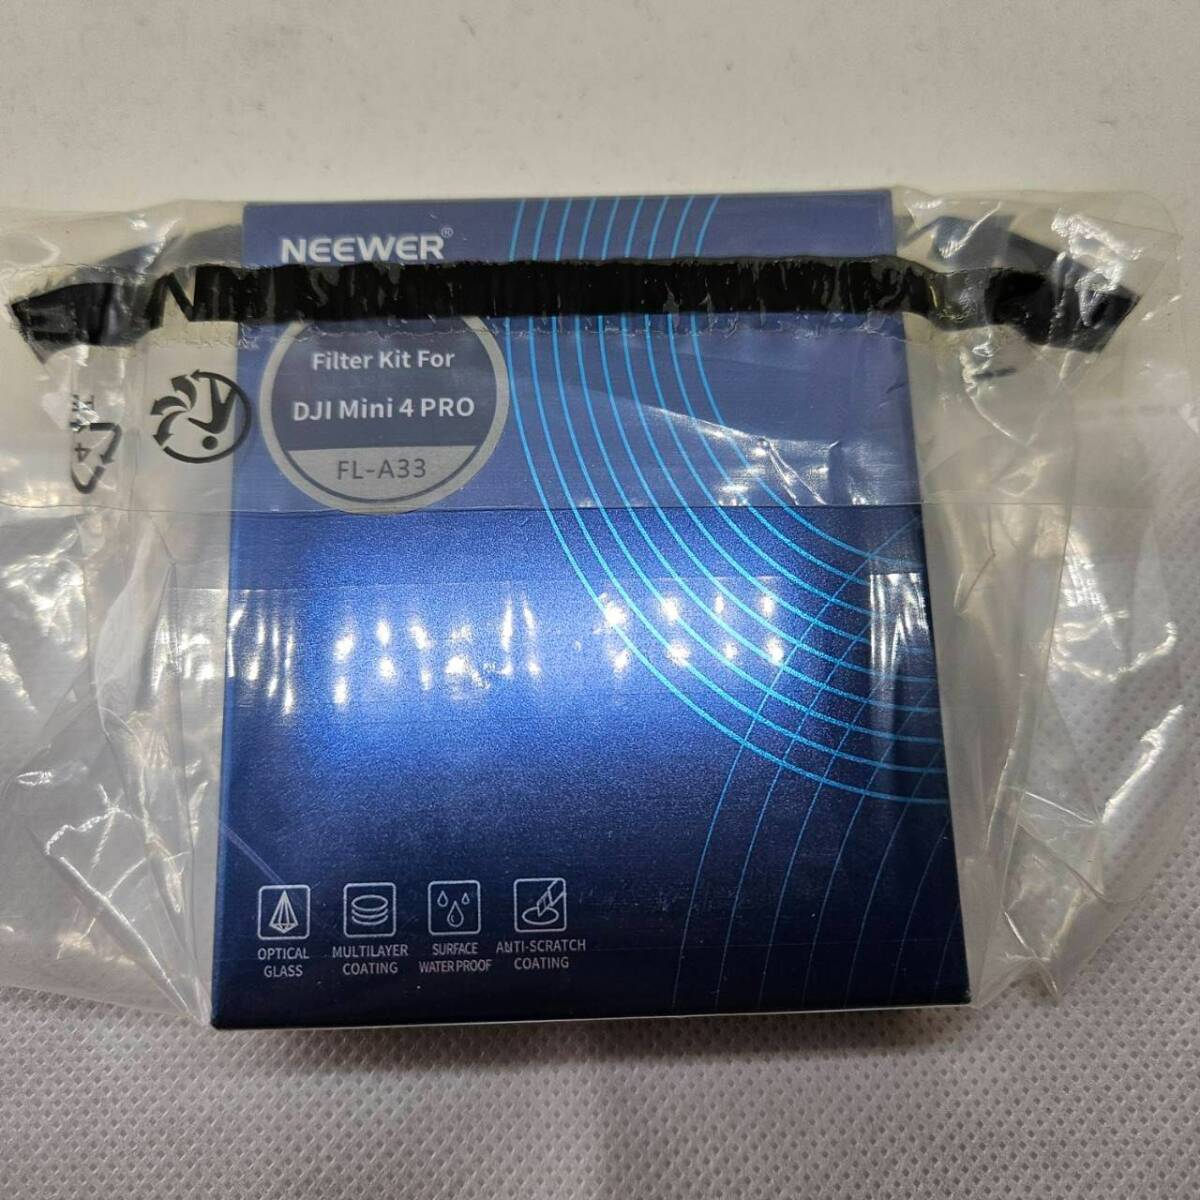 NEEWER®
Filter Kit For
DJI Mini 4 PRO
FL-A33
4
OPTICAL
GLASS
MULTILAYER
COATING
SURFACE
WATERPROOF
ANTI-SCRATCH
COATING